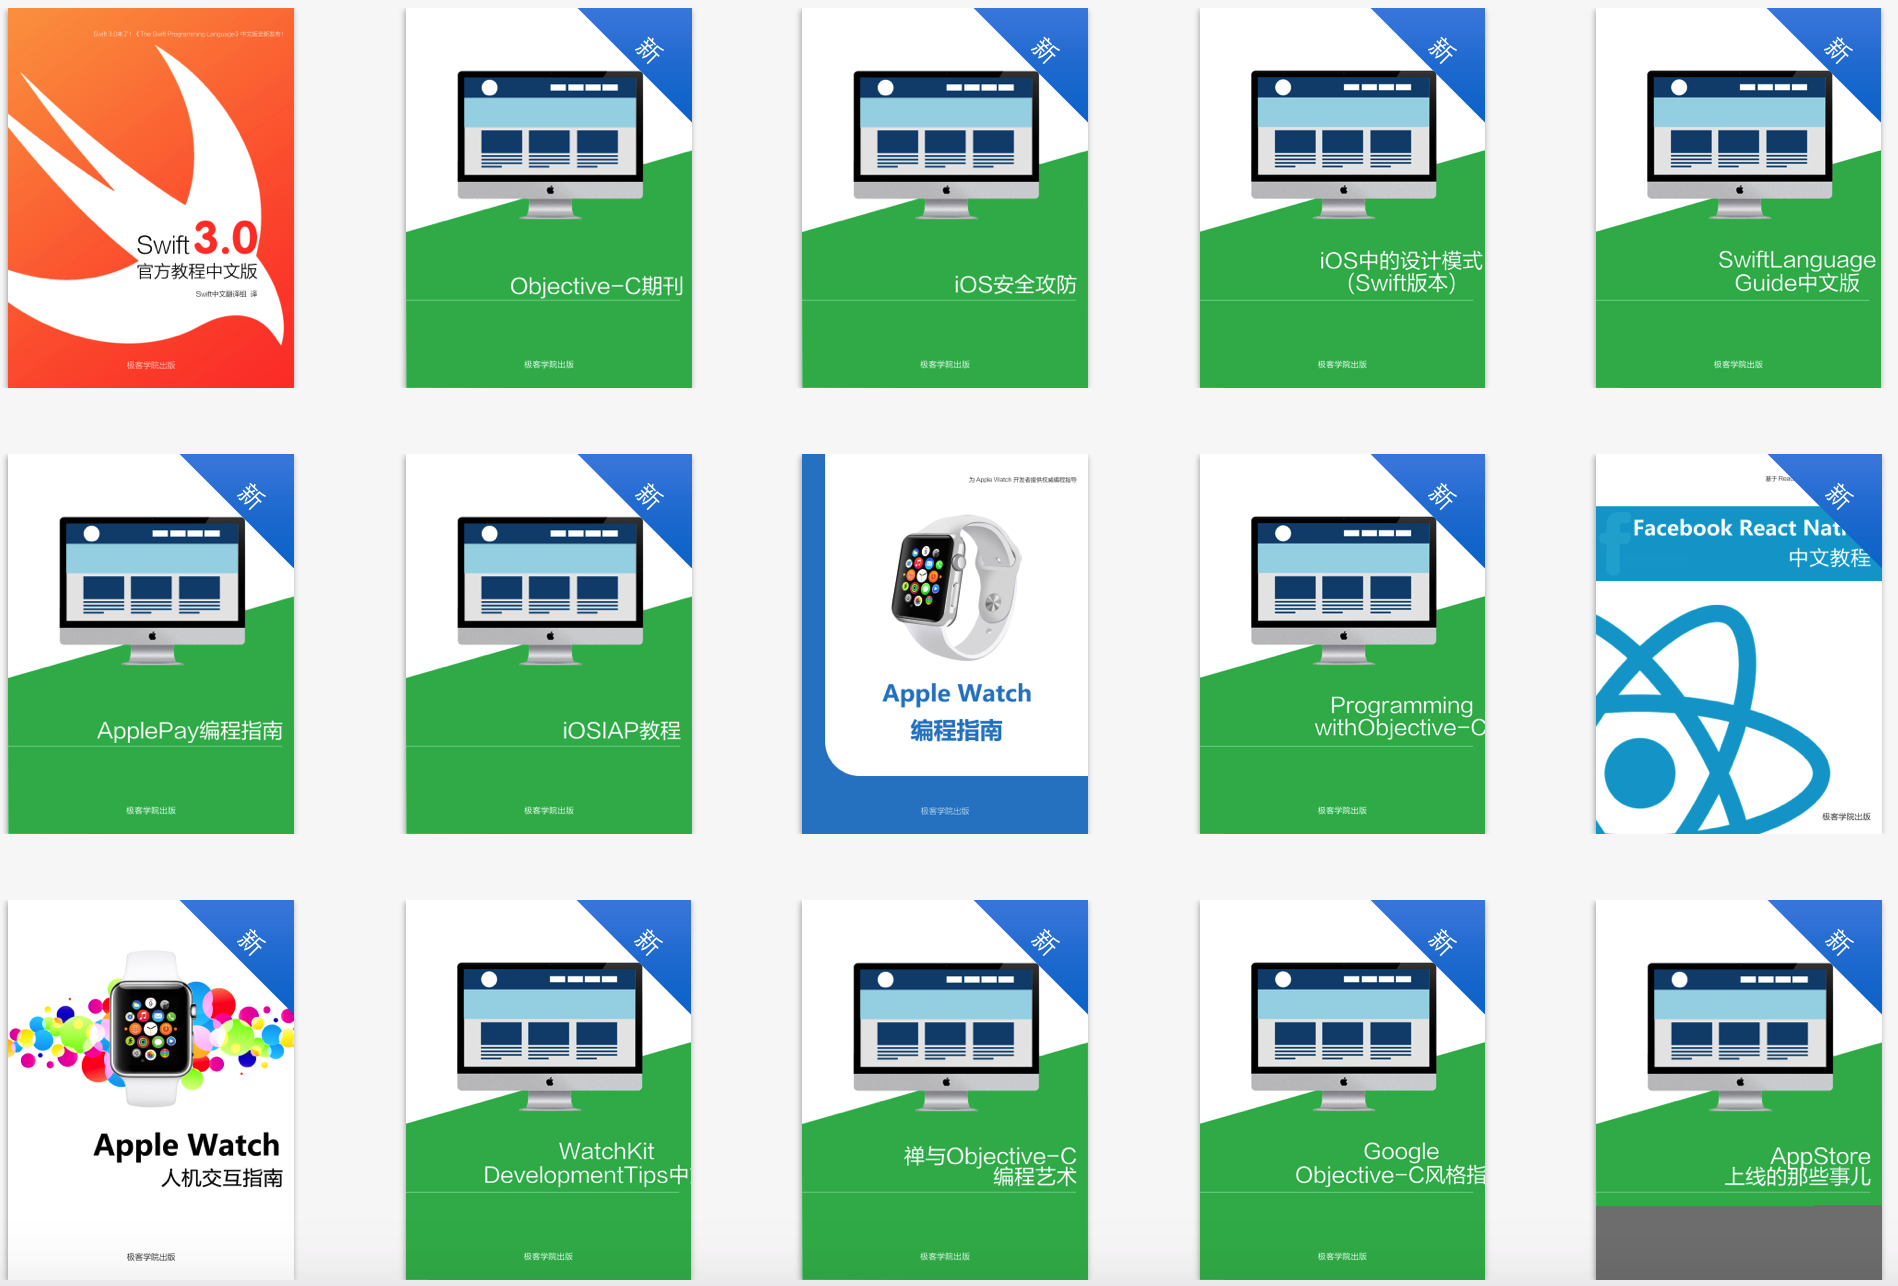 Swift 3.0来了！《The Swift Programming Language》中文版全新发布！
Swift 3.0
官方教程中文版
Swift中文翻译组 译
极客学院出版
新
Objective-C期刊
极客学院出版
新
iOS安全攻防
极客学院出版
新
iOS中的设计模式
（Swift版本）
极客学院出版
新
SwiftLanguage
Guide中文版
极客学院出版
新
ApplePay编程指南
极客学院出版
新
iOSIAP教程
极客学院出版
为 Apple Watch 开发者提供权威编程指导
Apple Watch
编程指南
极客学院出版
新
Programming
withObjective-C
极客学院出版
基于 Reac
新
Facebook React Nati
中文教程
极客学院出版
新
Apple Watch
人机交互指南
极客学院出版
新
WatchKit
DevelopmentTips中
极客学院出版
新
禅与Objective-C
编程艺术
极客学院出版
新
Google
Objective-C风格指
极客学院出版
新
AppStore
上线的那些事儿